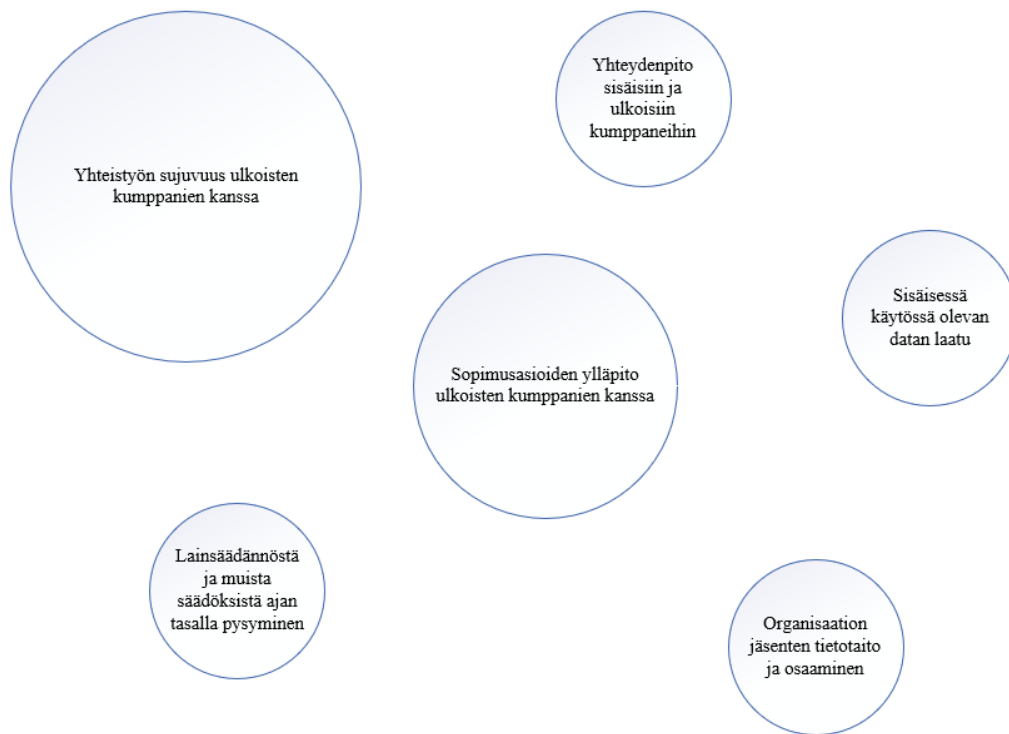 Yhteydenpito
sisäisiin ja
ulkoisiin
kumppaneihin
Yhteistyön sujuvuus ulkoisten
kumppanien kanssa
Sisäisessä
käytössä olevan
datan laatu
Sopimusasioiden ylläpito
ulkoisten kumppanien kanssa
Lainsäädännöstä
ja muista
säädöksistä ajan
tasalla pysyminen
Organisaation
jäsenten tietotaito
ja osaaminen